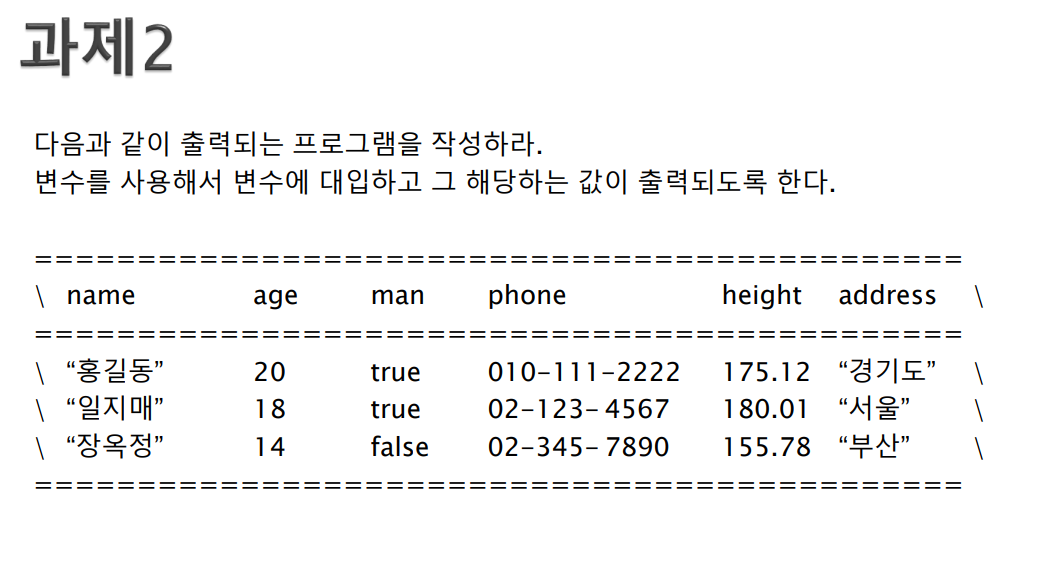 과제2
다음과 같이 출력되는 프로그램을 작성하라.
변수를 사용해서 변수에 대입하고 그 해당하는 값이 출력되도록 한다.
=============================================
\ name age man phone height address \
=============================================
\ “홍길동” 20 true 010-111-2222 175.12 “경기도” \
\ “일지매” 18 true 02-123- 4567 180.01 “서울” \
\ “장옥정” 14 false 02-345- 7890 155.78 “부산” \
=============================================